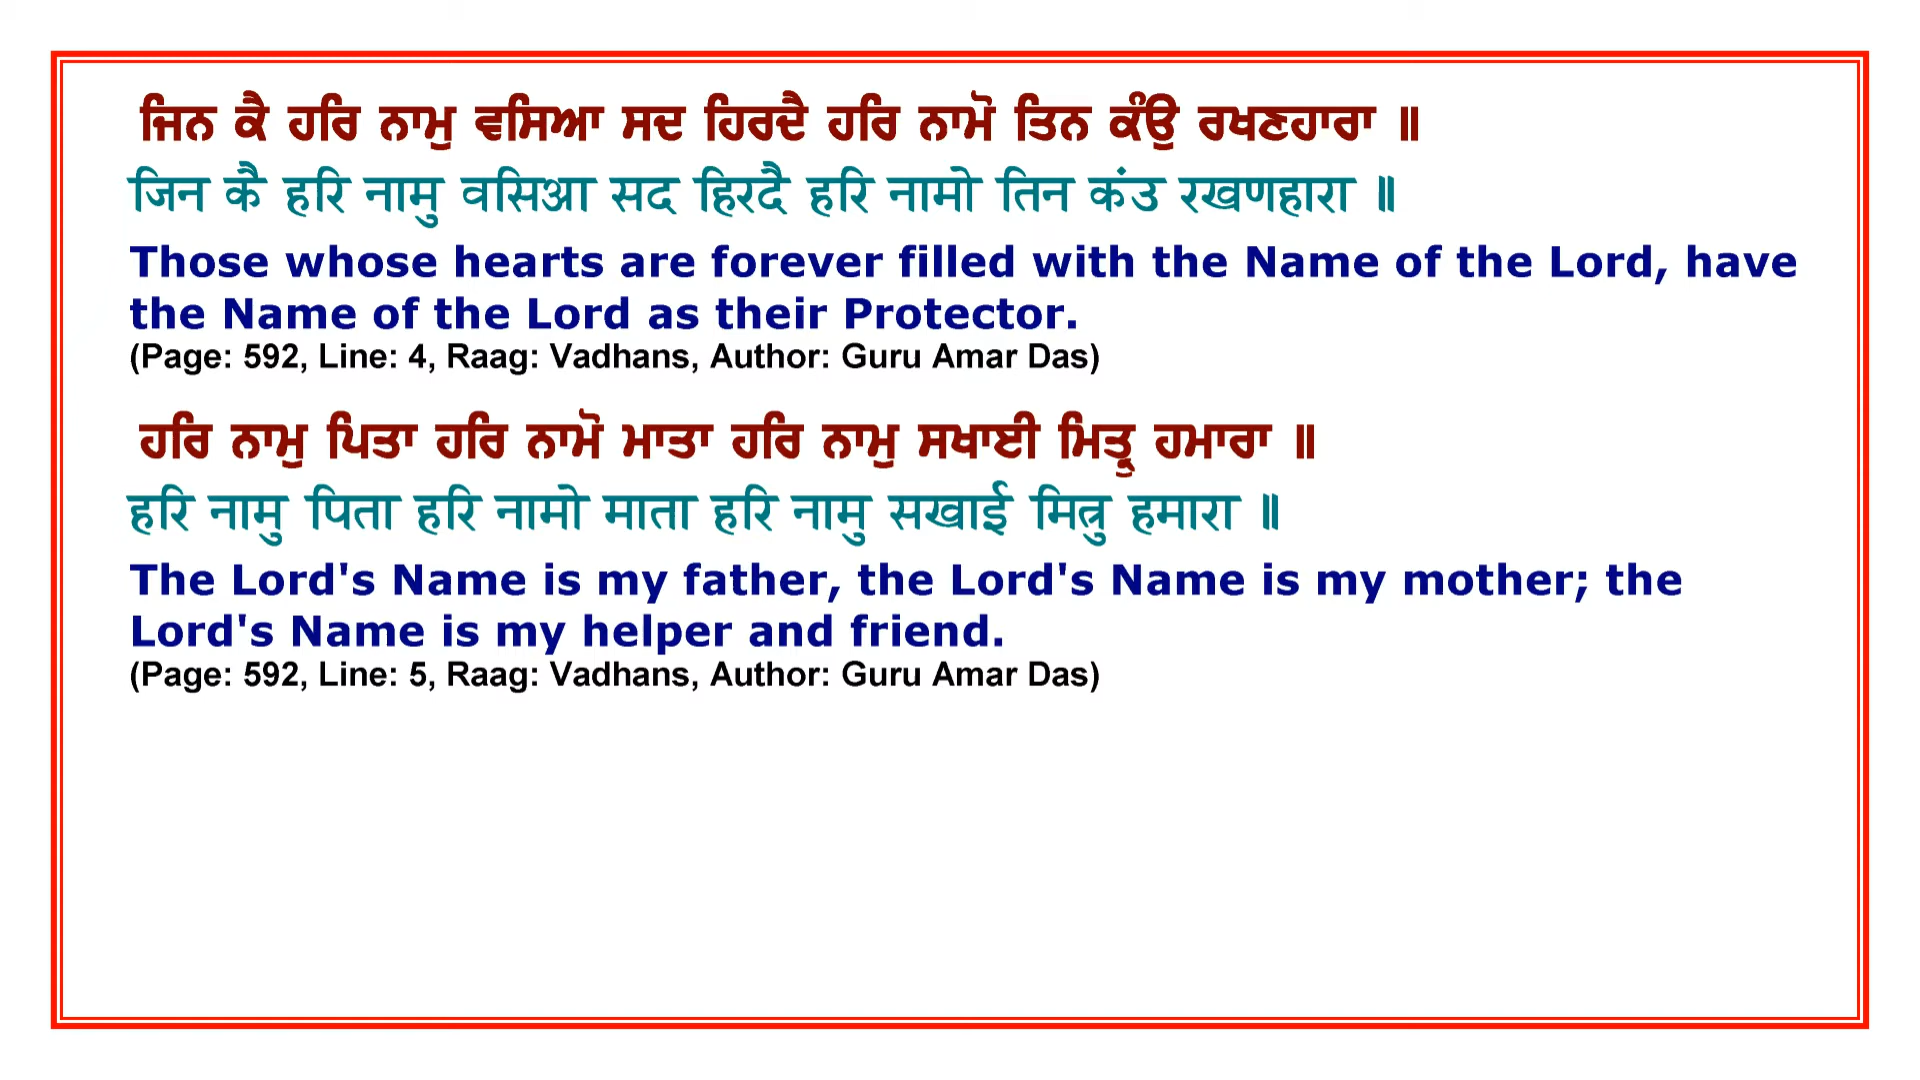 ਜਿਨ ਕੈ ਹਰਿ ਨਾਮੁ ਵਸਿਆ ਸਦ ਹਿਰਦੈ ਹਰਿ ਨਾਮੋ ਤਿਨ ਕੰਉ ਰਖਣਹਾਰਾ ॥
जिन कै हरि नामु वसिआ सद हिरदै हरि नामो तिन कंउ रखणहारा ॥
Those whose hearts are forever filled with the Name of the Lord, have
the Name of the Lord as their Protector.
(Page: 592, Line: 4, Raag: Vadhans, Author: Guru Amar Das)
ਹਰਿ ਨਾਮੁ ਪਿਤਾ ਹਰਿ ਨਾਮੋ ਮਾਤਾ ਹਰਿ ਨਾਮੁ ਸਖਾਈ ਮਿਤ੍ਰੁ ਹਮਾਰਾ ॥
हरि नामु पिता हरि नामो माता हरि नामु सखाई मित्रु हमारा ॥
The Lord's Name is my father, the Lord's Name is my mother; the
Lord's Name is my helper and friend.
(Page: 592, Line: 5, Raag: Vadhans, Author: Guru Amar Das)